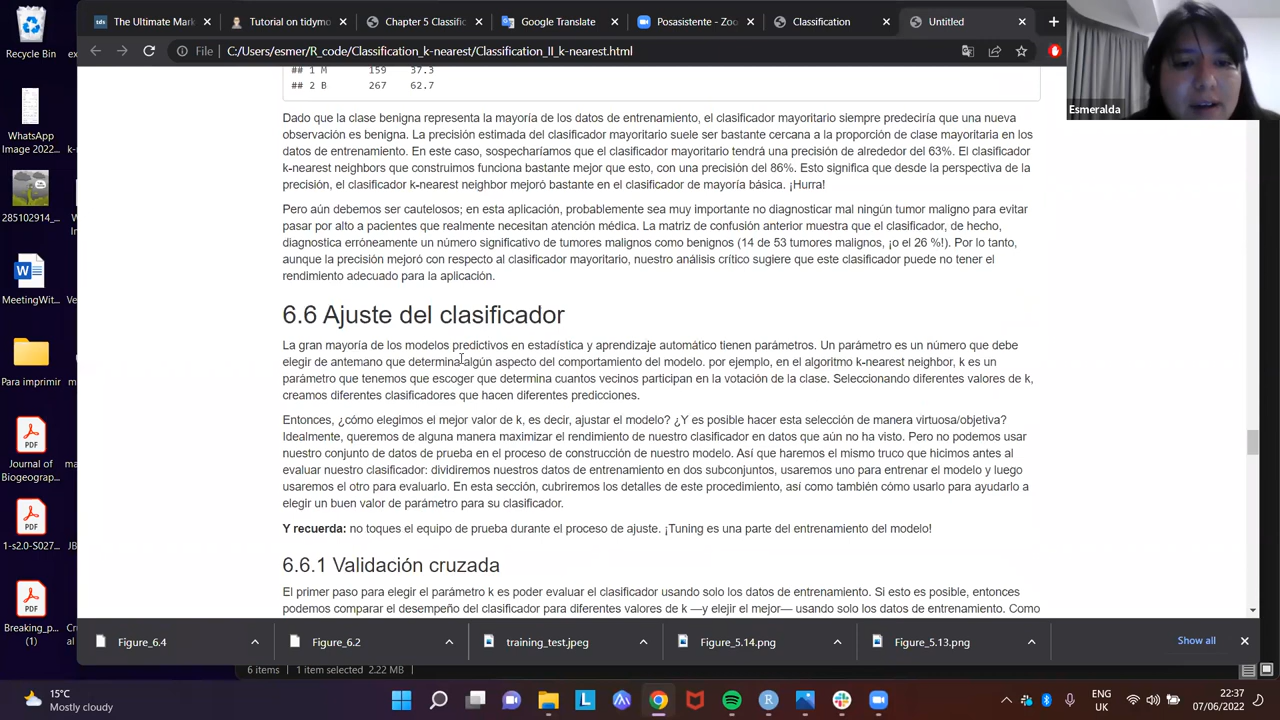 The Ultimate Mark
Tutorial on tidymo
Chapter 5 Classif
Google Translate
Posasistente - Zo
Classification
Untitled
File
C:/Users/esmer/R_code/Classification_k-nearest/Classification_II_k-nearest.html
Esmeralda
Recycle Bin
WhatsApp
Image 2022...
285102914_...
MeetingWit...
Para imprimir
Journal of
Biogeograp...
1-s2.0-S027...
Breaking_p...
(1)
## 1 M 159 37.3
## 2 B 267 62.7
Dado que la clase benigna representa la mayoría de los datos de entrenamiento, el clasificador mayoritario siempre predeciría que una nueva
observación es benigna. La precisión estimada del clasificador mayoritario suele ser bastante cercana a la proporción de clase mayoritaria en los
datos de entrenamiento. En este caso, sospecharíamos que el clasificador mayoritario tendrá una precisión de alrededor del 63%. El clasificador
k-nearest neighbors que construimos funciona bastante mejor que esto, con una precisión del 86%. Esto significa que desde la perspectiva de la
precisión, el clasificador k-nearest neighbor mejoró bastante en el clasificador de mayoría básica. ¡Hurra!
Pero aún debemos ser cautelosos; en esta aplicación, probablemente sea muy importante no diagnosticar mal ningún tumor maligno para evitar
pasar por alto a pacientes que realmente necesitan atención médica. La matriz de confusión anterior muestra que el clasificador, de hecho,
diagnostica erróneamente un número significativo de tumores malignos como benignos (14 de 53 tumores malignos, ¡o el 26 %!). Por lo tanto,
aunque la precisión mejoró con respecto al clasificador mayoritario, nuestro análisis crítico sugiere que este clasificador puede no tener el
rendimiento adecuado para la aplicación.
6.6 Ajuste del clasificador
La gran mayoría de los modelos predictivos en estadística y aprendizaje automático tienen parámetros. Un parámetro es un número que debe
elegir de antemano que determina algún aspecto del comportamiento del modelo. por ejemplo, en el algoritmo k-nearest neighbor, k es un
parámetro que tenemos que escoger que determina cuantos vecinos participan en la votación de la clase. Seleccionando diferentes valores de k,
creamos diferentes clasificadores que hacen diferentes predicciones.
Entonces, ¿cómo elegimos el mejor valor de k, es decir, ajustar el modelo? ¿Y es posible hacer esta selección de manera virtuosa/objetiva?
Idealmente, queremos de alguna manera maximizar el rendimiento de nuestro clasificador en datos que aún no ha visto. Pero no podemos usar
nuestro conjunto de datos de prueba en el proceso de construcción de nuestro modelo. Así que haremos el mismo truco que hicimos antes al
evaluar nuestro clasificador: dividiremos nuestros datos de entrenamiento en dos subconjuntos, usaremos uno para entrenar el modelo y luego
usaremos el otro para evaluarlo. En esta sección, cubriremos los detalles de este procedimiento, así como también cómo usarlo para ayudarlo a
elegir un buen valor de parámetro para su clasificador.
Y recuerda: no toques el equipo de prueba durante el proceso de ajuste. ¡Tuning es una parte del entrenamiento del modelo!
6.6.1 Validación cruzada
El primer paso para elegir el parámetro k es poder evaluar el clasificador usando solo los datos de entrenamiento. Si esto es posible, entonces
podemos comparar el desempeño del clasificador para diferentes valores de k —y elejir el mejor— usando solo los datos de entrenamiento. Como
Figure_6.4
Figure_6.2
training_test.jpeg
Figure_5.14.png
Figure_5.13.png
Show all
6 items
1 item selected 2.22 MB
15°C
Mostly cloudy
ENG
UK
22:37
07/06/2022